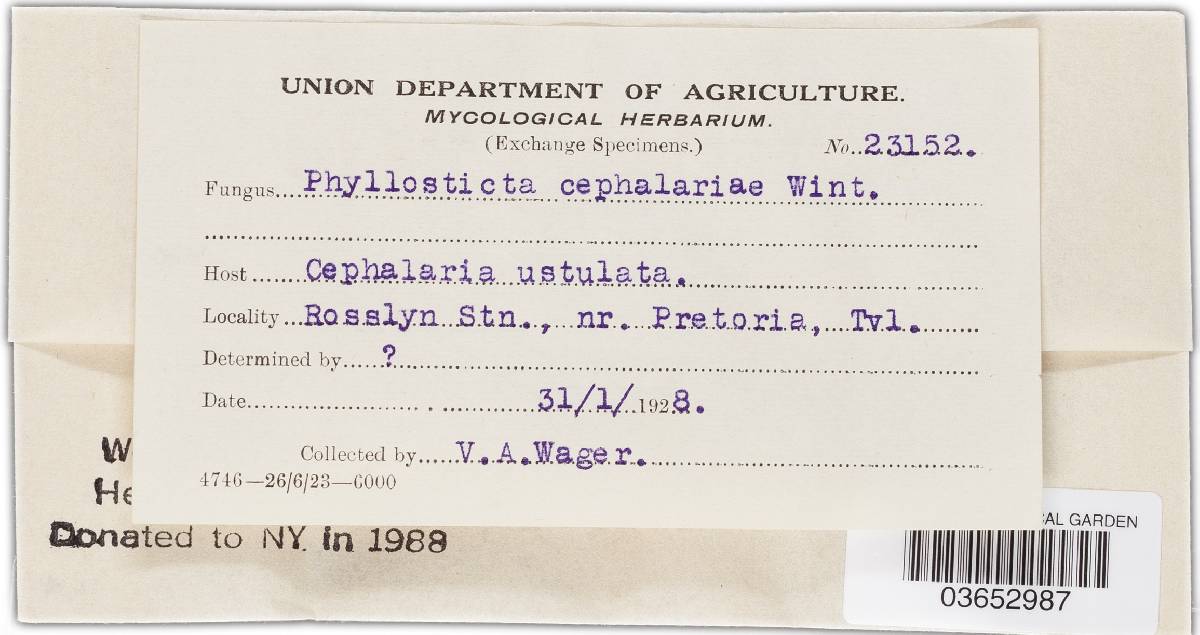 UNION DEPARTMENT OF AGRICULTURE.
MYCOLOGICAL HERBARIUM.
(Exchange Specimens.) No. 23152.
Fungus Phyllosticta cephalariae Wint.
Host Cephalaria ustulata.
Locality Rosslyn Stn., nr. Pretoria, Tvl.
Determined by ?
Date 31/1/1928.
Collected by V.A.Wager.
4746—26/6/23—6000
Donated to NY. in 1988
GARDEN
03652987